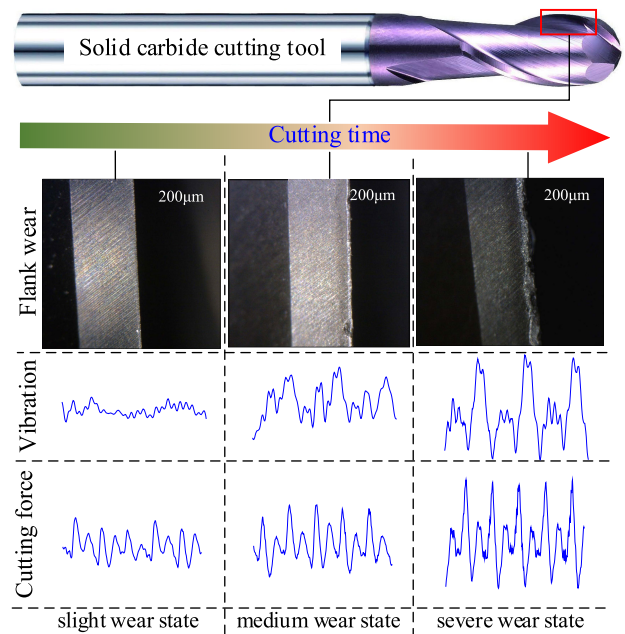 Solid carbide cutting tool
Cutting time
Flank wear
200μm
200μm
200μm
Vibration
Cutting force
slight wear state
medium wear state
severe wear state